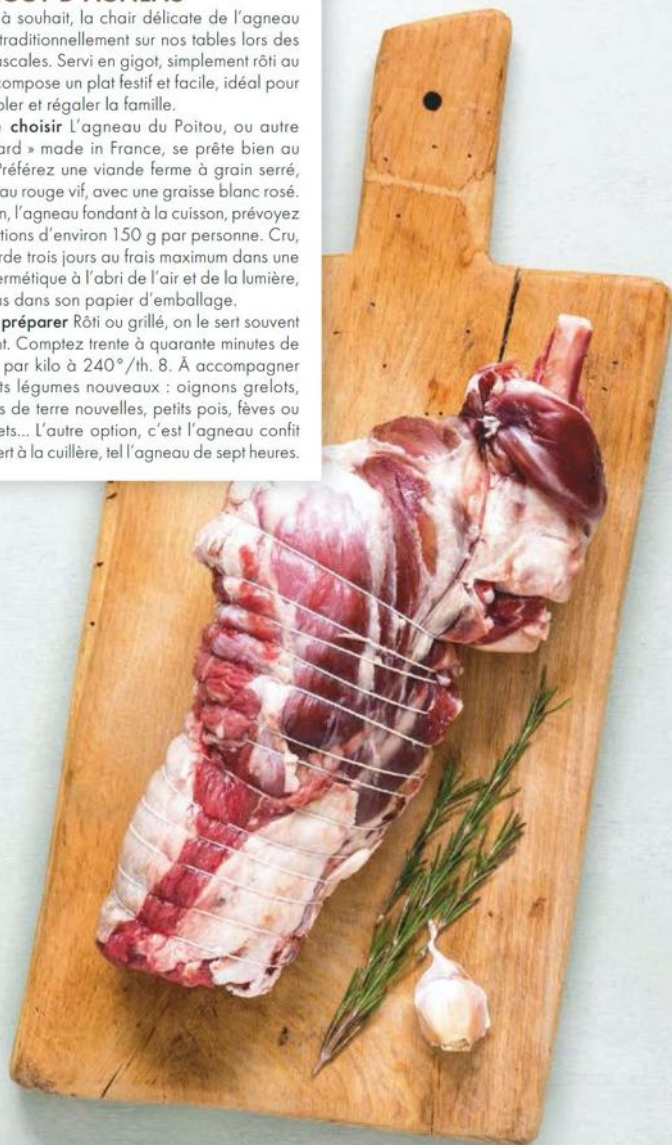 D'AGNEAU
à souhait, la chair délicate de l'agneau
traditionnellement sur nos tables lors des
ascales. Servi en gigot, simplement rôti au
compose un plat festif et facile, idéal pour
bler et régaler la famille.
choisir L'agneau du Poitou, ou autre
ard » made in France, se prête bien au
Préférez une viande ferme à grain serré,
au rouge vif, avec une graisse blanc rosé.
n, l'agneau fondant à la cuisson, prévoyez
tions d'environ 150 g par personne. Cru,
rde trois jours au frais maximum dans une
ermétique à l'abri de l'air et de la lumière,
as dans son papier d'emballage.
préparer Rôti ou grillé, on le sert souvent
nt. Comptez trente à quarante minutes de
par kilo à 240°/th. 8. À accompagner
ts légumes nouveaux : oignons grelots,
s de terre nouvelles, petits pois, fèves ou
ets... L'autre option, c'est l'agneau confit
ert à la cuillère, tel l'agneau de sept heures.